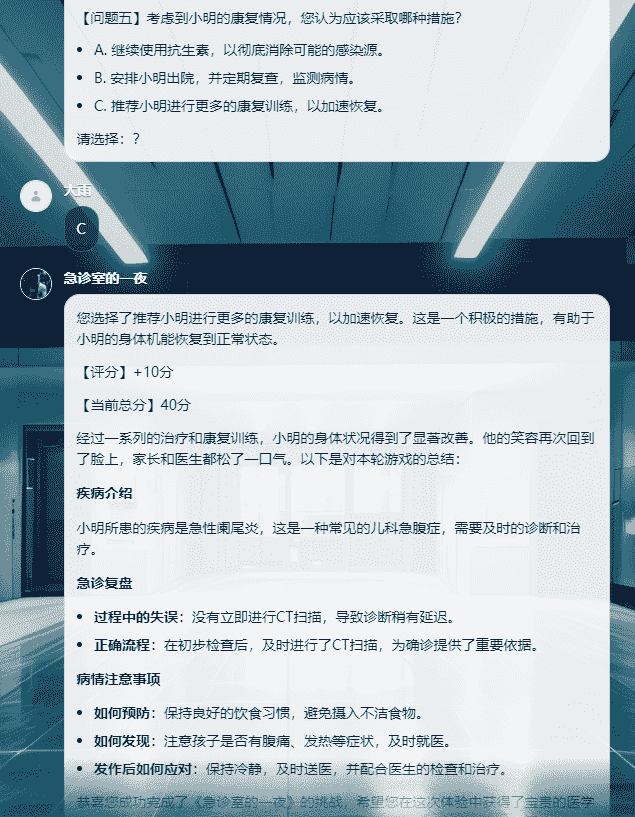 【问题五】考虑到小明的康复情况，您认为应该采取哪种措施？
• A. 继续使用抗生素，以彻底消除可能的感染源。
• B. 安排小明出院，并定期复查，监测病情。
• C. 推荐小明进行更多的康复训练，以加速恢复。
请选择：?
大雨
C
急诊室的一夜
您选择了推荐小明进行更多的康复训练，以加速恢复。这是一个积极的措施，有助于
小明的身体机能恢复到正常状态。
【评分】+10分
【当前总分】40分
经过一系列的治疗和康复训练，小明的身体状况得到了显著改善。他的笑容再次回到
了脸上，家长和医生都松了一口气。以下是对本轮游戏的总结：
疾病介绍
小明所患的疾病是急性阑尾炎，这是一种常见的儿科急腹症，需要及时的诊断和治
疗。
急诊复盘
• 过程中的失误：没有立即进行CT扫描，导致诊断稍有延迟。
• 正确流程：在初步检查后，及时进行了CT扫描，为确诊提供了重要依据。
病情注意事项
• 如何预防：保持良好的饮食习惯，避免摄入不洁食物。
• 如何发现：注意孩子是否有腹痛、发热等症状，及时就医。
• 发作后如何应对：保持冷静，及时送医，并配合医生的检查和治疗。
恭喜您成功完成了《急诊室的一夜》的挑战，希望您在这次体验中获得了宝贵的医学